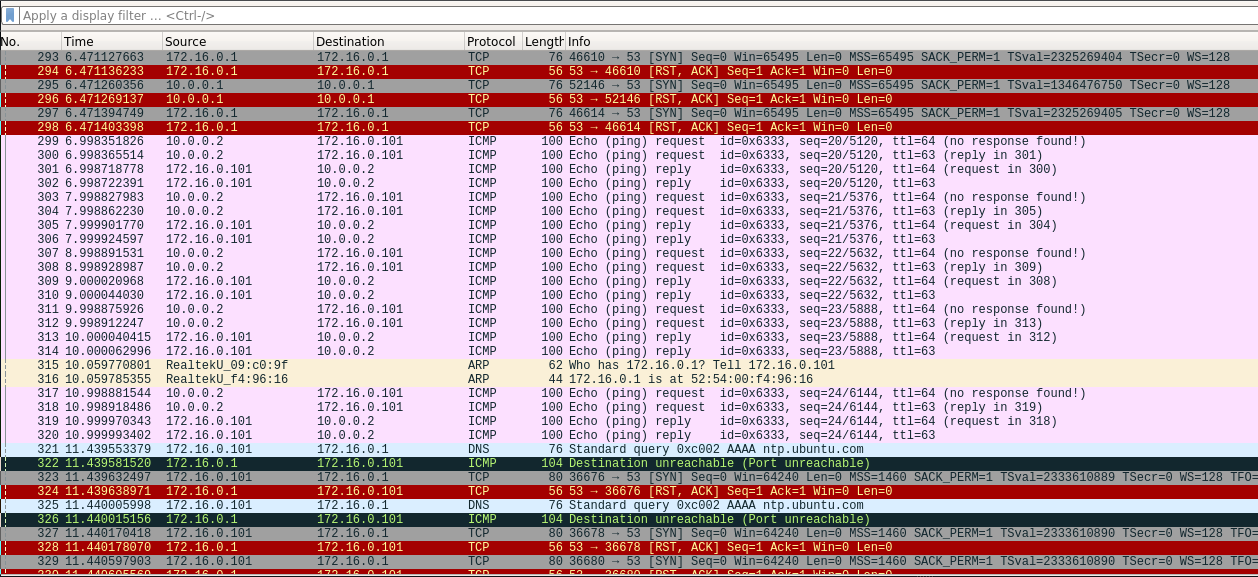 Apply a display filter … <Ctrl-/>
No. Time Source Destination Protocol Length Info
293 6.471127663 172.16.0.1 172.16.0.1 TCP 76 46610 → 53 [SYN] Seq=0 Win=65495 Len=0 MSS=65495 SACK_PERM=1 TSval=2325269404 TSecr=0 WS=128
294 6.471136233 172.16.0.1 172.16.0.1 TCP 56 53 → 46610 [RST, ACK] Seq=1 Ack=1 Win=0 Len=0
295 6.471260356 10.0.0.1 10.0.0.1 TCP 76 52146 → 53 [SYN] Seq=0 Win=65495 Len=0 MSS=65495 SACK_PERM=1 TSval=1346476750 TSecr=0 WS=128
296 6.471269137 10.0.0.1 10.0.0.1 TCP 56 53 → 52146 [RST, ACK] Seq=1 Ack=1 Win=0 Len=0
297 6.471394749 172.16.0.1 172.16.0.1 TCP 76 46614 → 53 [SYN] Seq=0 Win=65495 Len=0 MSS=65495 SACK_PERM=1 TSval=2325269405 TSecr=0 WS=128
298 6.471403398 172.16.0.1 172.16.0.1 TCP 56 53 → 46614 [RST, ACK] Seq=1 Ack=1 Win=0 Len=0
299 6.998351826 10.0.0.2 172.16.0.101 ICMP 100 Echo (ping) request id=0x6333, seq=20/5120, ttl=64 (no response found!)
300 6.998365514 10.0.0.2 172.16.0.101 ICMP 100 Echo (ping) request id=0x6333, seq=20/5120, ttl=64 (reply in 301)
301 6.998718778 172.16.0.101 10.0.0.2 ICMP 100 Echo (ping) reply id=0x6333, seq=20/5120, ttl=64 (request in 300)
302 6.998722391 172.16.0.101 10.0.0.2 ICMP 100 Echo (ping) reply id=0x6333, seq=20/5120, ttl=63
303 7.998827983 10.0.0.2 172.16.0.101 ICMP 100 Echo (ping) request id=0x6333, seq=21/5376, ttl=64 (no response found!)
304 7.998862230 10.0.0.2 172.16.0.101 ICMP 100 Echo (ping) request id=0x6333, seq=21/5376, ttl=64 (reply in 305)
305 7.999901770 172.16.0.101 10.0.0.2 ICMP 100 Echo (ping) reply id=0x6333, seq=21/5376, ttl=64 (request in 304)
306 7.999924597 172.16.0.101 10.0.0.2 ICMP 100 Echo (ping) reply id=0x6333, seq=21/5376, ttl=63
307 8.998891531 10.0.0.2 172.16.0.101 ICMP 100 Echo (ping) request id=0x6333, seq=22/5632, ttl=64 (no response found!)
308 8.998928987 10.0.0.2 172.16.0.101 ICMP 100 Echo (ping) request id=0x6333, seq=22/5632, ttl=64 (reply in 309)
309 9.000020968 172.16.0.101 10.0.0.2 ICMP 100 Echo (ping) reply id=0x6333, seq=22/5632, ttl=64 (request in 308)
310 9.000044030 172.16.0.101 10.0.0.2 ICMP 100 Echo (ping) reply id=0x6333, seq=22/5632, ttl=63
311 9.998875926 10.0.0.2 172.16.0.101 ICMP 100 Echo (ping) request id=0x6333, seq=23/5888, ttl=64 (no response found!)
312 9.998912247 10.0.0.2 172.16.0.101 ICMP 100 Echo (ping) request id=0x6333, seq=23/5888, ttl=64 (reply in 313)
313 10.000040415 172.16.0.101 10.0.0.2 ICMP 100 Echo (ping) reply id=0x6333, seq=23/5888, ttl=64 (request in 312)
314 10.000062996 172.16.0.101 10.0.0.2 ICMP 100 Echo (ping) reply id=0x6333, seq=23/5888, ttl=63
315 10.059770801 RealtekU_09:c0:9f ARP 62 Who has 172.16.0.1? Tell 172.16.0.101
316 10.059785355 RealtekU_f4:96:16 ARP 44 172.16.0.1 is at 52:54:00:f4:96:16
317 10.998881544 10.0.0.2 172.16.0.101 ICMP 100 Echo (ping) request id=0x6333, seq=24/6144, ttl=64 (no response found!)
318 10.998918486 10.0.0.2 172.16.0.101 ICMP 100 Echo (ping) request id=0x6333, seq=24/6144, ttl=64 (reply in 319)
319 10.999970343 172.16.0.101 10.0.0.2 ICMP 100 Echo (ping) reply id=0x6333, seq=24/6144, ttl=64 (request in 318)
320 10.999993402 172.16.0.101 10.0.0.2 ICMP 100 Echo (ping) reply id=0x6333, seq=24/6144, ttl=63
321 11.439553379 172.16.0.101 172.16.0.1 DNS 76 Standard query 0xc002 AAAA ntp.ubuntu.com
322 11.439581520 172.16.0.1 172.16.0.101 ICMP 104 Destination unreachable (Port unreachable)
323 11.439632497 172.16.0.101 172.16.0.1 TCP 80 36676 → 53 [SYN] Seq=0 Win=64240 Len=0 MSS=1460 SACK_PERM=1 TSval=2333610889 TSecr=0 WS=128 TFO=
324 11.439638971 172.16.0.1 172.16.0.101 TCP 56 53 → 36676 [RST, ACK] Seq=1 Ack=1 Win=0 Len=0
325 11.440005998 172.16.0.101 172.16.0.1 DNS 76 Standard query 0xc002 AAAA ntp.ubuntu.com
326 11.440015156 172.16.0.1 172.16.0.101 ICMP 104 Destination unreachable (Port unreachable)
327 11.440170418 172.16.0.101 172.16.0.1 TCP 80 36678 → 53 [SYN] Seq=0 Win=64240 Len=0 MSS=1460 SACK_PERM=1 TSval=2333610890 TSecr=0 WS=128 TFO=
328 11.440178070 172.16.0.1 172.16.0.101 TCP 56 53 → 36678 [RST, ACK] Seq=1 Ack=1 Win=0 Len=0
329 11.440597903 172.16.0.101 172.16.0.1 TCP 80 36680 → 53 [SYN] Seq=0 Win=64240 Len=0 MSS=1460 SACK_PERM=1 TSval=2333610890 TSecr=0 WS=128 TFO=